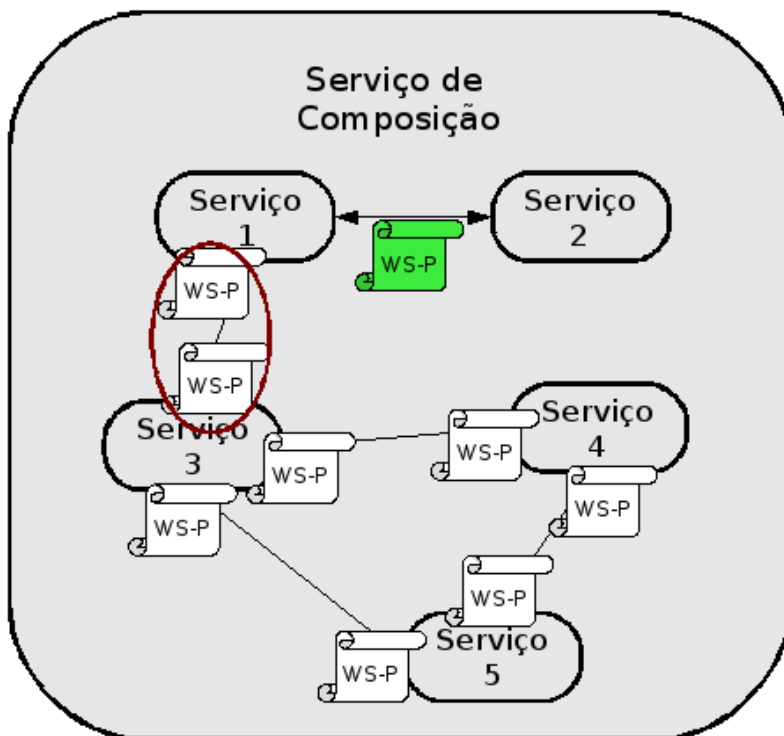 Serviço de
Composição
Serviço
1
Serviço
2
WS-P
WS-P
WS-P
Serviço
3
Serviço
4
WS-P
WS-P
WS-P
WS-P
WS-P
Serviço
5
WS-P